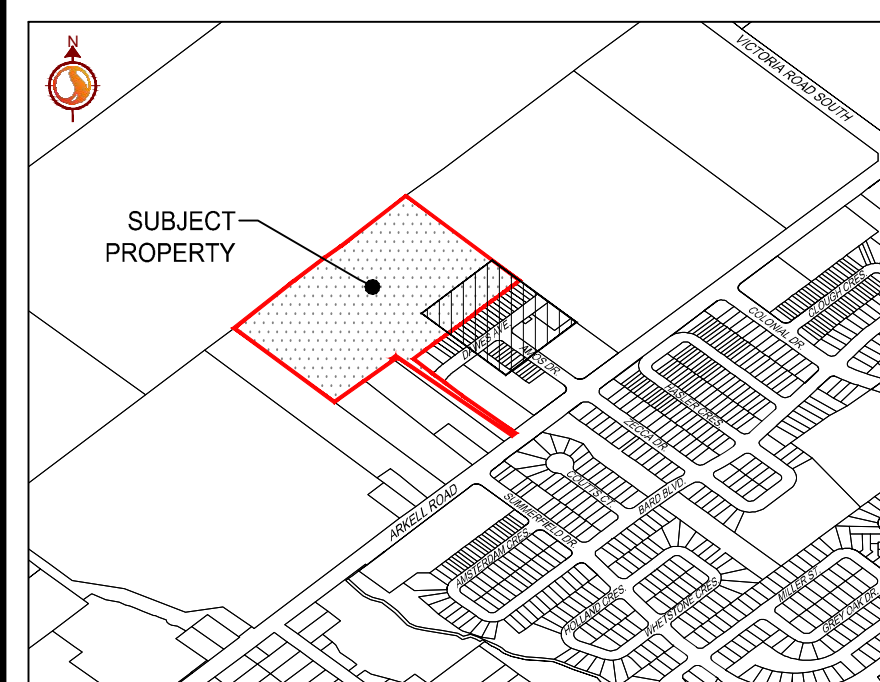 N
VICTORIA ROAD SOUTH
SUBJECT
PROPERTY
CLOUGH CRES.
COLONIAL DR
DAWES AVE
AMOS DR.
HASLER CRES
ZECCA DR.
COUTTS CT.
BARD BLVD.
ARKELL ROAD
SUMMERFIELD DR
AMSTERDAM CRES.
MILLER ST
HOLLAND CRES.
WHETSTONE CRES.
GREY OAK DR.